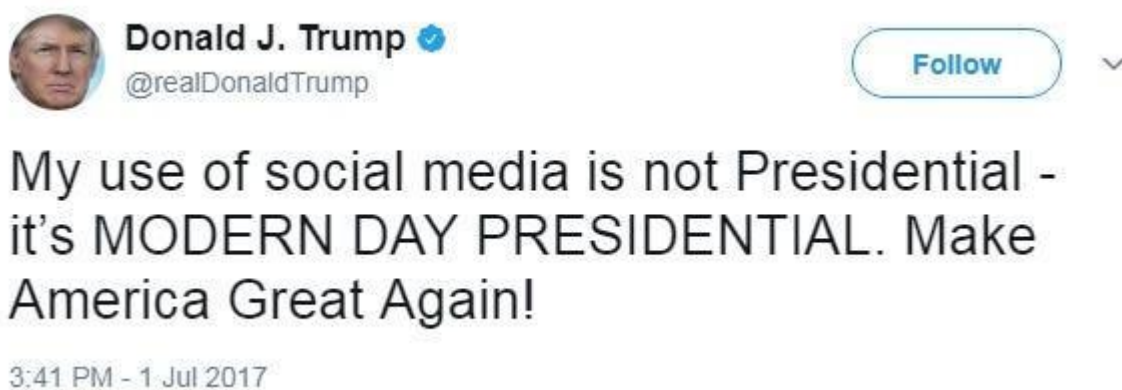 Donald J. Trump
@realDonaldTrump
Follow
My use of social media is not Presidential -
it’s MODERN DAY PRESIDENTIAL. Make
America Great Again!
3:41 PM - 1 Jul 2017